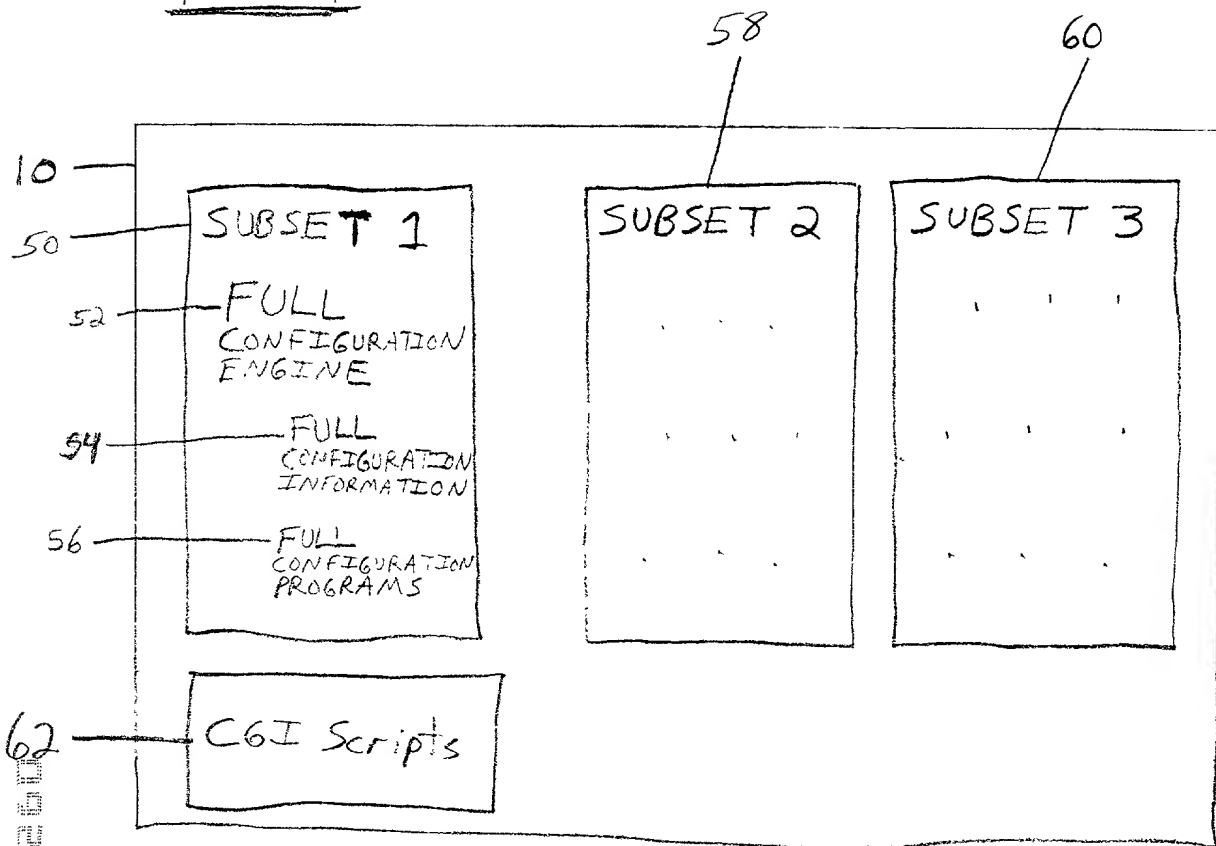 58
60
10
50
SUBSET 1
SUBSET 2
SUBSET 3
52
FULL
CONFIGURATION
ENGINE
54
FULL
CONFIGURATION
INFORMATION
56
FULL
CONFIGURATION
PROGRAMS
62
CGI Scripts